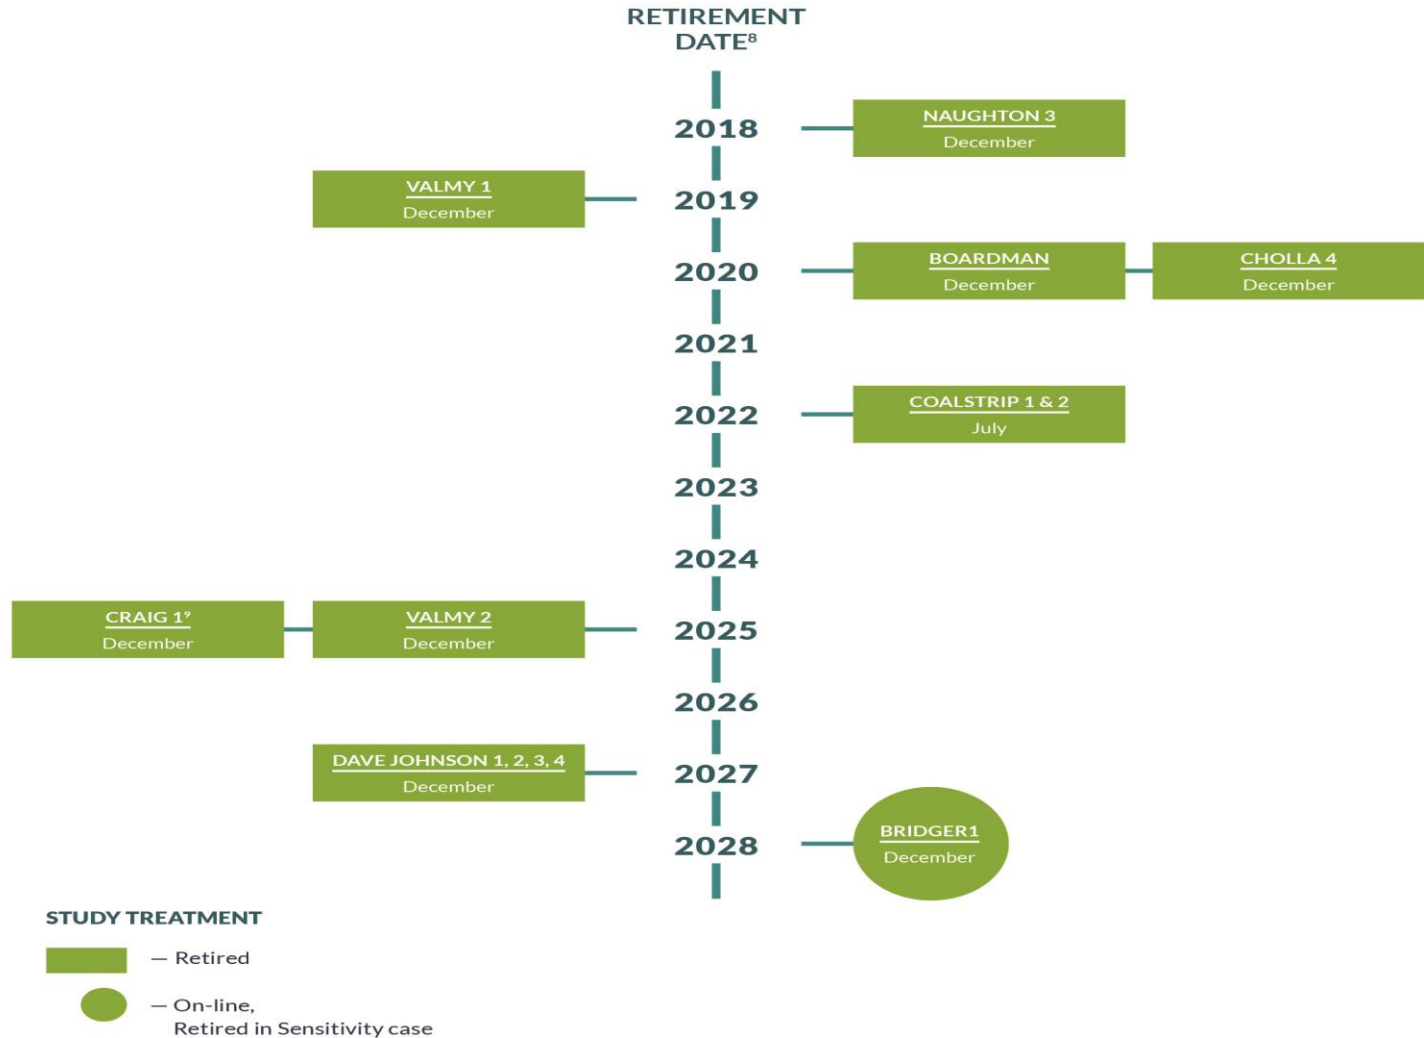 RETIREMENT
DATE⁸
2018
NAUGHTON 3
December
VALMY 1
December
2019
2020
BOARDMAN
December
CHOLLA 4
December
2021
2022
COALSTRIP 1 & 2
July
2023
2024
CRAIG 1⁹
December
VALMY 2
December
2025
2026
DAVE JOHNSON 1, 2, 3, 4
December
2027
2028
BRIDGER1
December
STUDY TREATMENT
— Retired
— On-line,
Retired in Sensitivity case